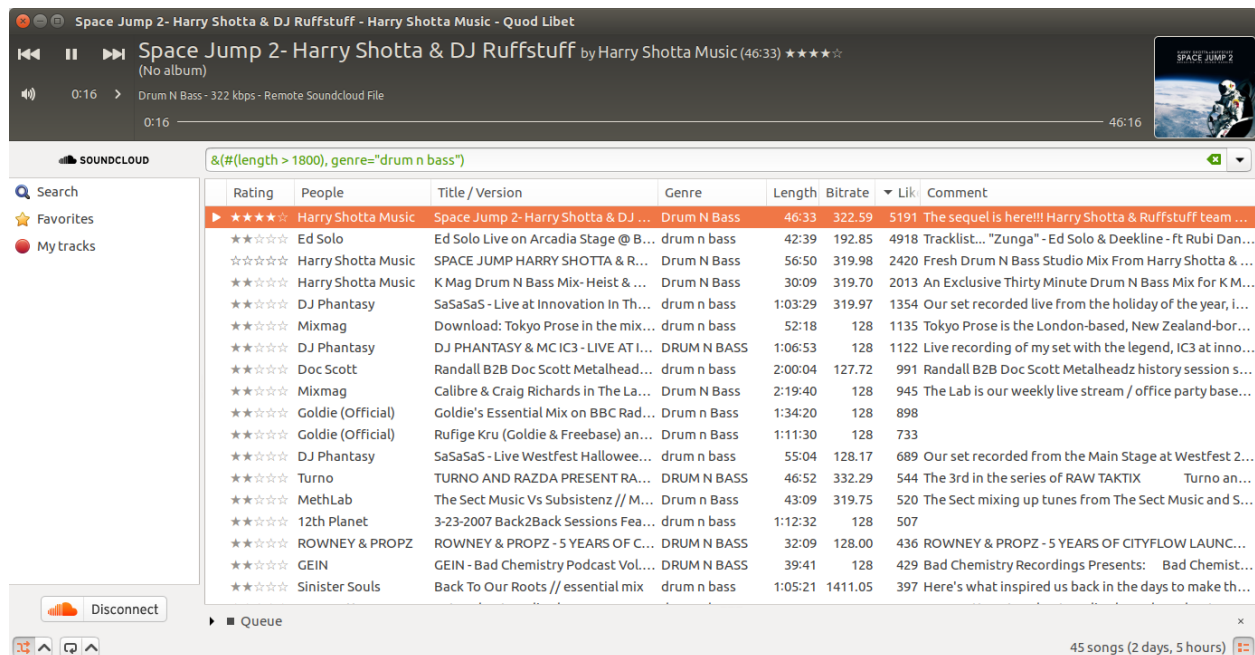 Space Jump 2- Harry Shotta & DJ Ruffstuff - Harry Shotta Music - Quod Libet
Space Jump 2- Harry Shotta & DJ Ruffstuff by Harry Shotta Music (46:33) ★★★★☆
(No album)
0:16 Drum N Bass - 322 kbps - Remote Soundcloud File
0:16 46:16
SPACE JUMP 2
SOUNDCLOUD &(#(length > 1800), genre="drum n bass")
Search
Favorites
My tracks
Rating People Title / Version Genre Length Bitrate Lik Comment
★★★★☆ Harry Shotta Music Space Jump 2- Harry Shotta & DJ ... Drum N Bass 46:33 322.59 5191 The sequel is here!!! Harry Shotta & Ruffstuff team ...
★★☆☆☆ Ed Solo Ed Solo Live on Arcadia Stage @ B... drum n bass 42:39 192.85 4918 Tracklist... "Zunga" - Ed Solo & Deekline - ft Rubi Dan...
☆☆☆☆☆ Harry Shotta Music SPACE JUMP HARRY SHOTTA & R... Drum N Bass 56:50 319.98 2420 Fresh Drum N Bass Studio Mix From Harry Shotta & ...
★★☆☆☆ Harry Shotta Music K Mag Drum N Bass Mix- Heist & ... Drum N Bass 30:09 319.70 2013 An Exclusive Thirty Minute Drum N Bass Mix for K M...
★★☆☆☆ DJ Phantasy SaSaSaS - Live at Innovation In Th... drum n bass 1:03:29 319.97 1354 Our set recorded live from the holiday of the year, i...
★★☆☆☆ Mixmag Download: Tokyo Prose in the mix... drum n bass 52:18 128 1135 Tokyo Prose is the London-based, New Zealand-bor...
★★☆☆☆ DJ Phantasy DJ PHANTASY & MC IC3 - LIVE AT I... DRUM N BASS 1:06:53 128 1122 Live recording of my set with the legend, IC3 at inno...
★★☆☆☆ Doc Scott Randall B2B Doc Scott Metalhead... drum n bass 2:00:04 127.72 991 Randall B2B Doc Scott Metalheadz history session s...
★★☆☆☆ Mixmag Calibre & Craig Richards in The La... Drum n Bass 2:19:40 128 945 The Lab is our weekly live stream / office party base...
★★☆☆☆ Goldie (Official) Goldie's Essential Mix on BBC Rad... Drum n Bass 1:34:20 128 898
★★☆☆☆ Goldie (Official) Rufige Kru (Goldie & Freebase) an... Drum n Bass 1:11:30 128 733
★★☆☆☆ DJ Phantasy SaSaSaS - Live Westfest Hallowee... drum n bass 55:04 128.17 689 Our set recorded from the Main Stage at Westfest 2...
★★☆☆☆ Turno TURNO AND RAZDA PRESENT RA... DRUM N BASS 46:52 332.29 544 The 3rd in the series of RAW TAKTIX Turno an...
★★☆☆☆ MethLab The Sect Music Vs Subsistenz // M... Drum n Bass 43:09 319.75 520 The Sect mixing up tunes from The Sect Music and S...
★★☆☆☆ 12th Planet 3-23-2007 Back2Back Sessions Fea... drum n bass 1:12:32 128 507
★★☆☆☆ ROWNEY & PROPZ ROWNEY & PROPZ - 5 YEARS OF C... DRUM N BASS 32:09 128.00 436 ROWNEY & PROPZ - 5 YEARS OF CITYFLOW LAUNC...
★★☆☆☆ GEIN GEIN - Bad Chemistry Podcast Vol.... DRUM N BASS 39:41 128 429 Bad Chemistry Recordings Presents: Bad Chemist...
★★☆☆☆ Sinister Souls Back To Our Roots // essential mix drum n bass 1:05:21 1411.05 397 Here's what inspired us back in the days to make th...
Disconnect
Queue
45 songs (2 days, 5 hours)